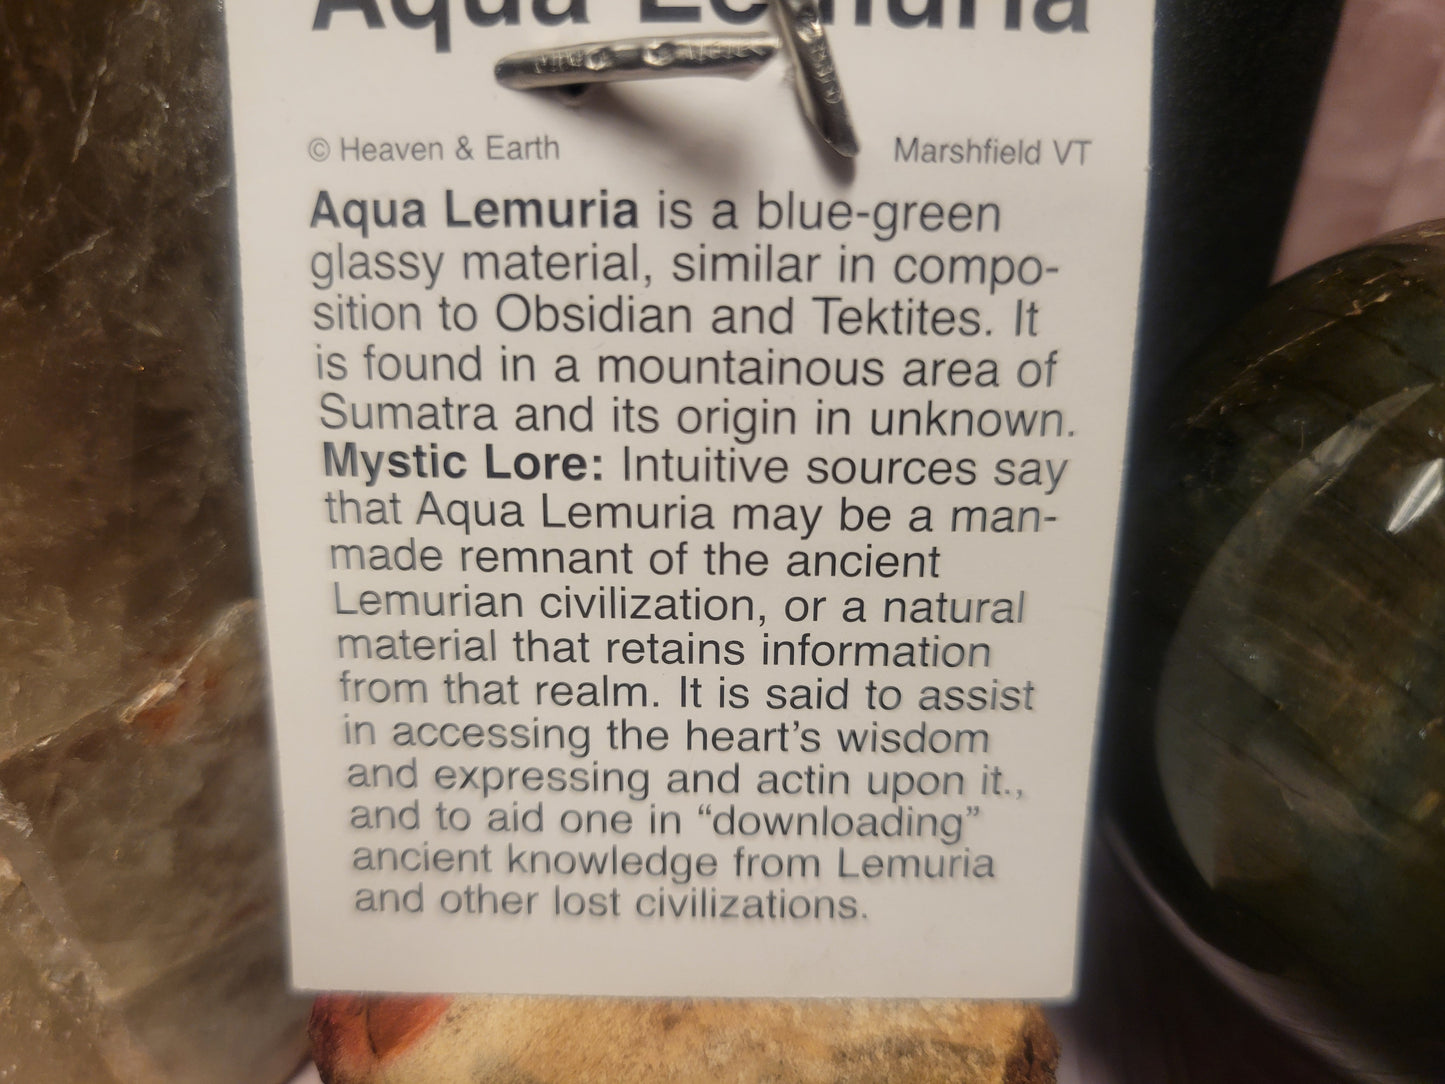 Aqua Lemuria
© Heaven & Earth Marshfield VT
Aqua Lemuria is a blue-green
glassy material, similar in compo-
sition to Obsidian and Tektites. It
is found in a mountainous area of
Sumatra and its origin in unknown.
Mystic Lore: Intuitive sources say
that Aqua Lemuria may be a man-
made remnant of the ancient
Lemurian civilization, or a natural
material that retains information
from that realm. It is said to assist
in accessing the heart's wisdom
and expressing and actin upon it.,
and to aid one in “downloading”
ancient knowledge from Lemuria
and other lost civilizations.